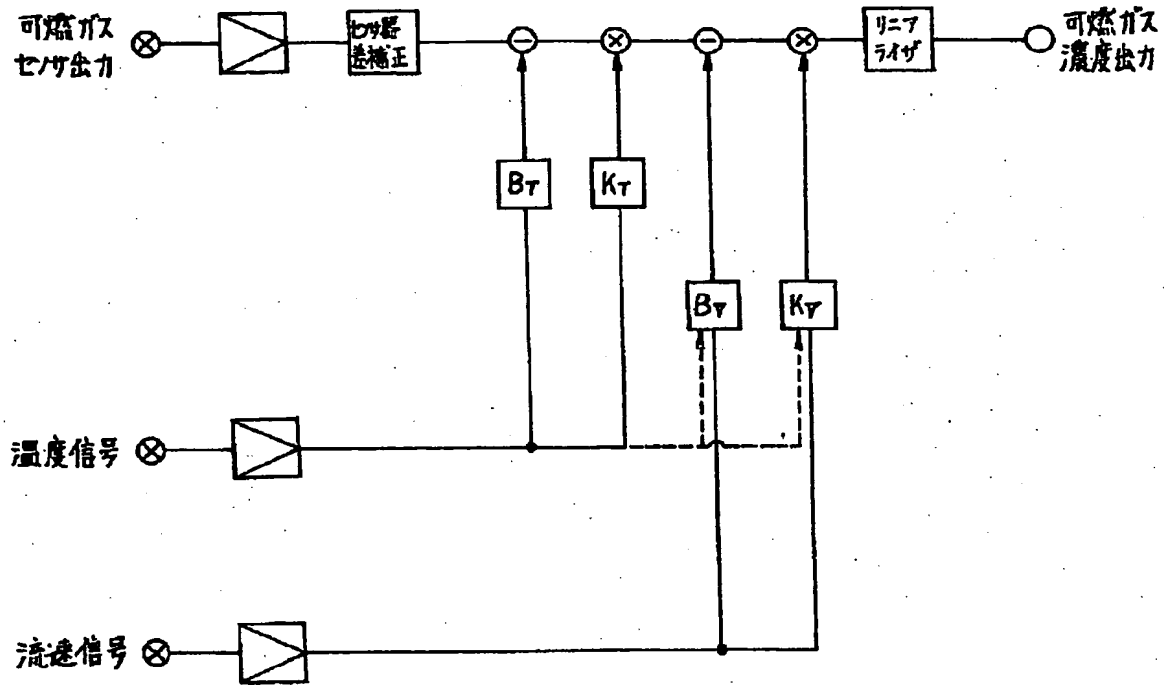 可燃ガス
センサ出力
センサ器
差補正
リニア
ライザ
可燃ガス
濃度出力
BT
KT
BV
KV
温度信号
流速信号